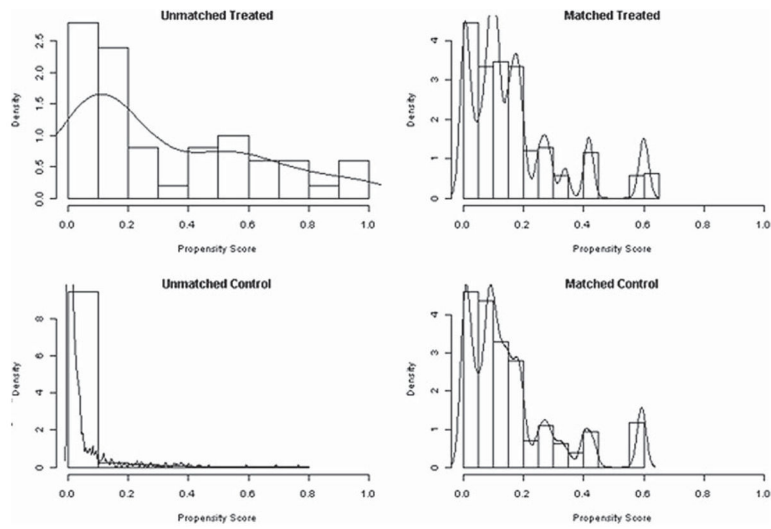 Unmatched Treated
Density
0.0 0.5 1.0 1.5 2.0 2.5
0.0 0.2 0.4 0.6 0.8 1.0
Propensity Score
Matched Treated
Density
0 1 2 3 4
0.0 0.2 0.4 0.6 0.8 1.0
Propensity Score
Unmatched Control
Density
0 2 4 6 8
0.0 0.2 0.4 0.6 0.8 1.0
Propensity Score
Matched Control
Density
0 1 2 3 4
0.0 0.2 0.4 0.6 0.8 1.0
Propensity Score